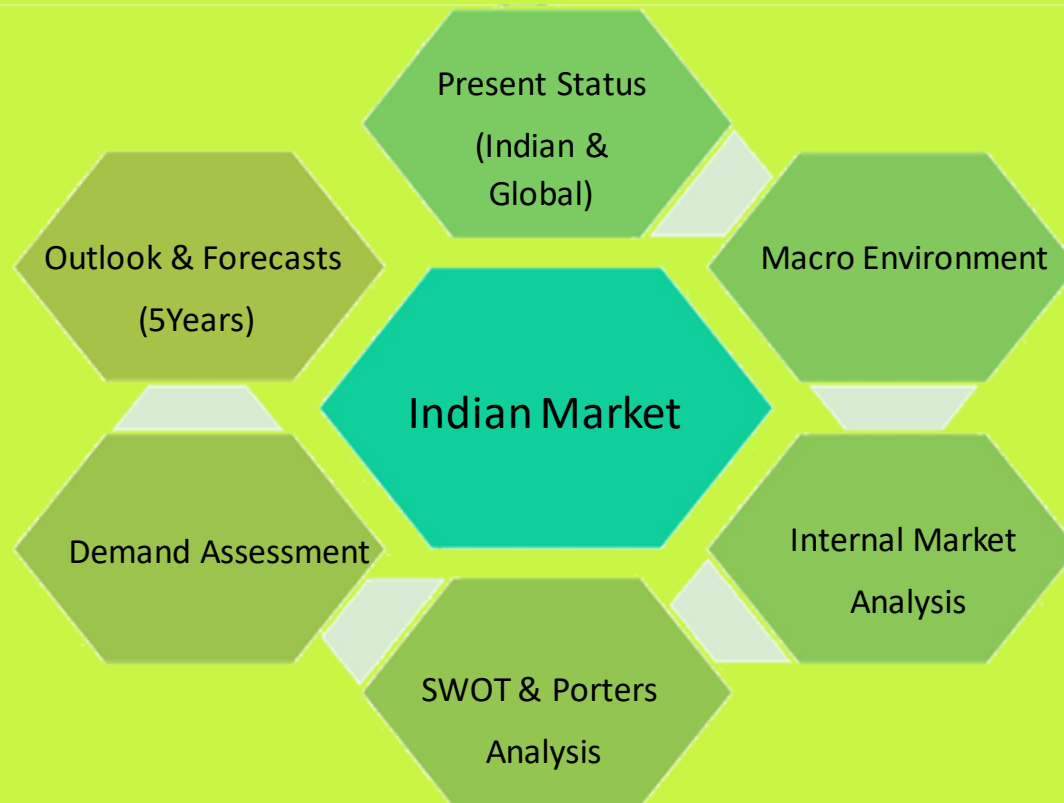 Present Status
(Indian &
Global)
Outlook & Forecasts
(5Years)
Macro Environment
Indian Market
Demand Assessment
Internal Market
Analysis
SWOT & Porters
Analysis